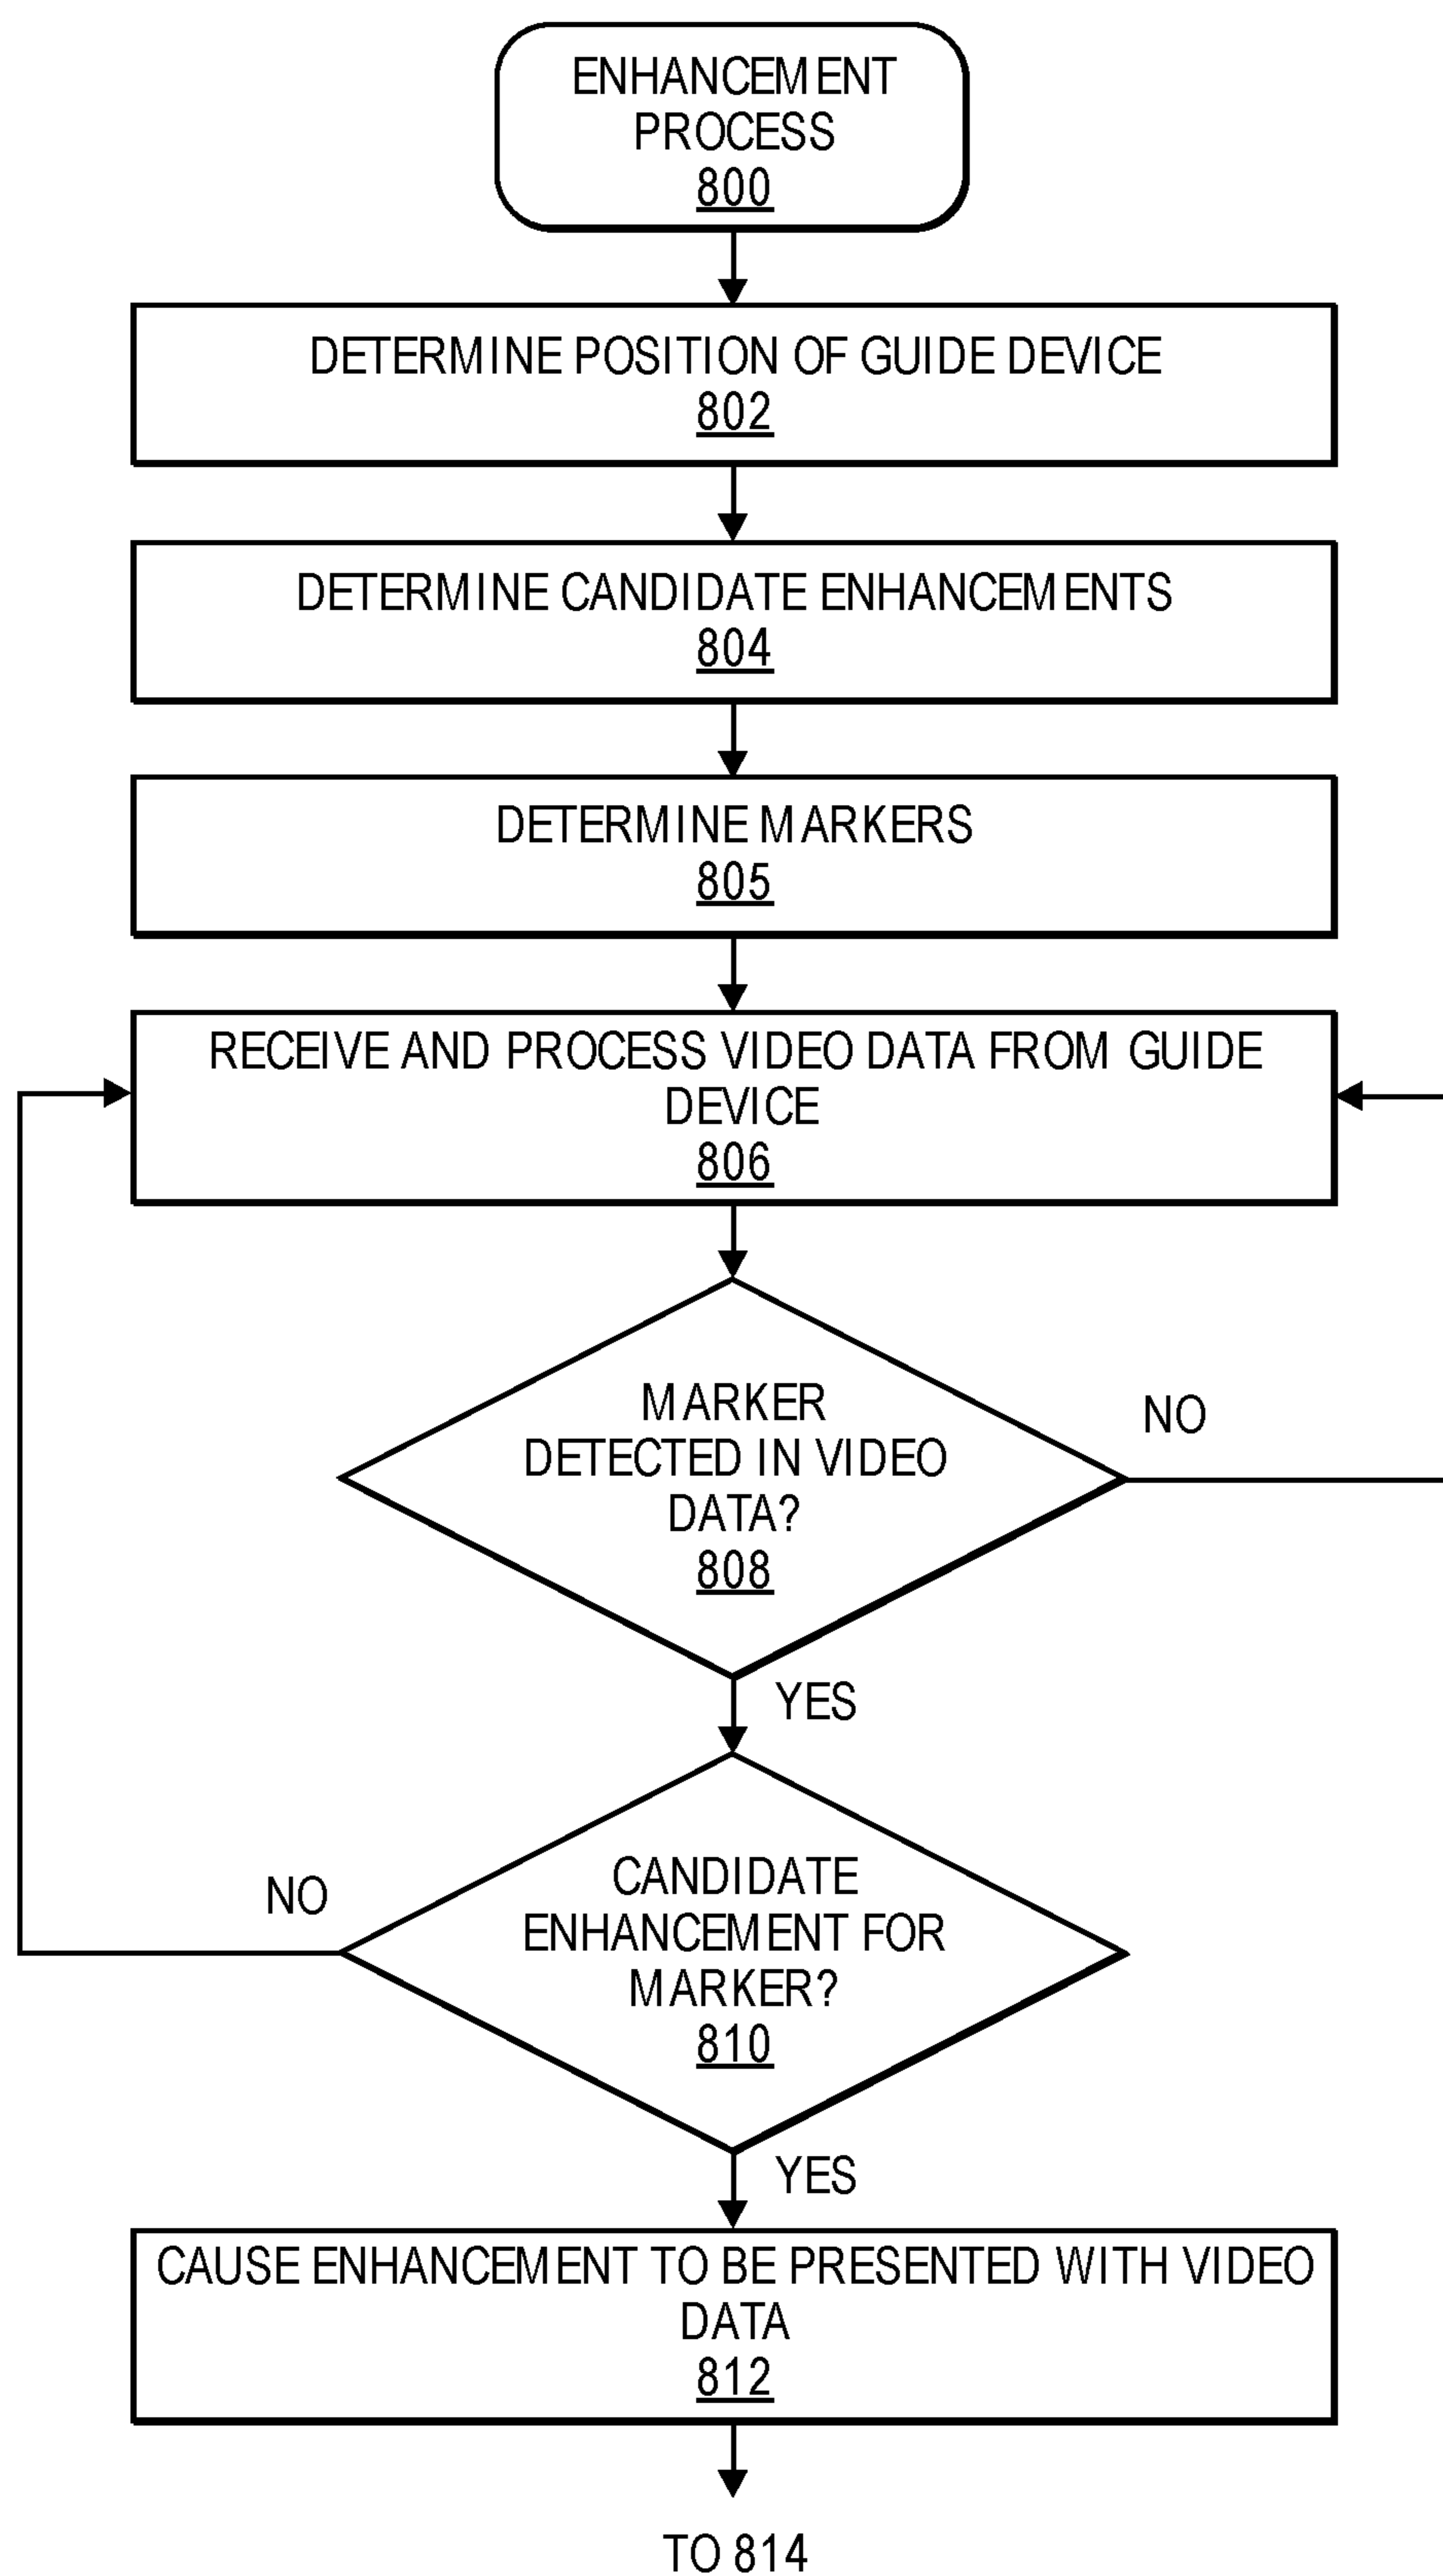 ENHANCEMENT
PROCESS
800
DETERMINE POSITION OF GUIDE DEVICE
802
DETERMINE CANDIDATE ENHANCEMENTS
804
DETERMINE MARKERS
805
RECEIVE AND PROCESS VIDEO DATA FROM GUIDE
DEVICE
806
MARKER
DETECTED IN VIDEO
DATA?
808
NO
YES
CANDIDATE
ENHANCEMENT FOR
MARKER?
810
NO
YES
CAUSE ENHANCEMENT TO BE PRESENTED WITH VIDEO
DATA
812
TO 814